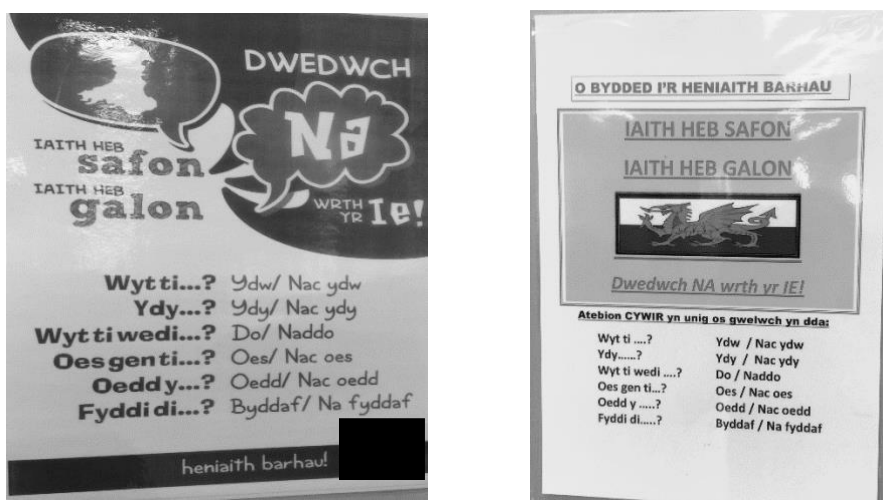 DWEDWCH
Na
WRTH YR Ie!
IAITH HEB
safon
IAITH HEB
galon
Wyt ti...? Ydw/ Nac ydw
Ydy...? Ydy/ Nac ydy
Wyt ti wedi...? Do/ Naddo
Oes gen ti...? Oes/ Nac oes
Oedd y...? Oedd/ Nac oedd
Fyddi di...? Byddaf/ Na fyddaf
heniaith barhau!
O BYDDED I'R HENIAITH BARHAU
IAITH HEB SAFON
IAITH HEB GALON
Dwedwch NA wrth yr IE!
Atebion CYWIR yn unig os gwelwch yn dda:
Wyt ti ....? Ydw / Nac ydw
Ydy......? Ydy / Nac ydy
Wyt ti wedi ....? Do / Naddo
Oes gen ti...? Oes / Nac oes
Oedd y .....? Oedd / Nac oedd
Fyddi di.....? Byddaf / Na fyddaf